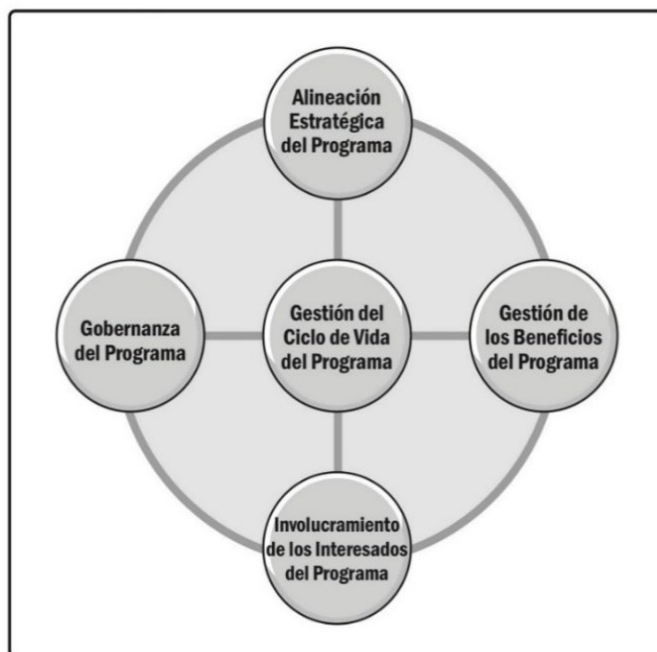 Alineación
Estratégica
del Programa
Gobernanza
del Programa
Gestión del
Ciclo de Vida
del Programa
Gestión de
los Beneficios
del Programa
Involucramiento
de los Interesados
del Programa